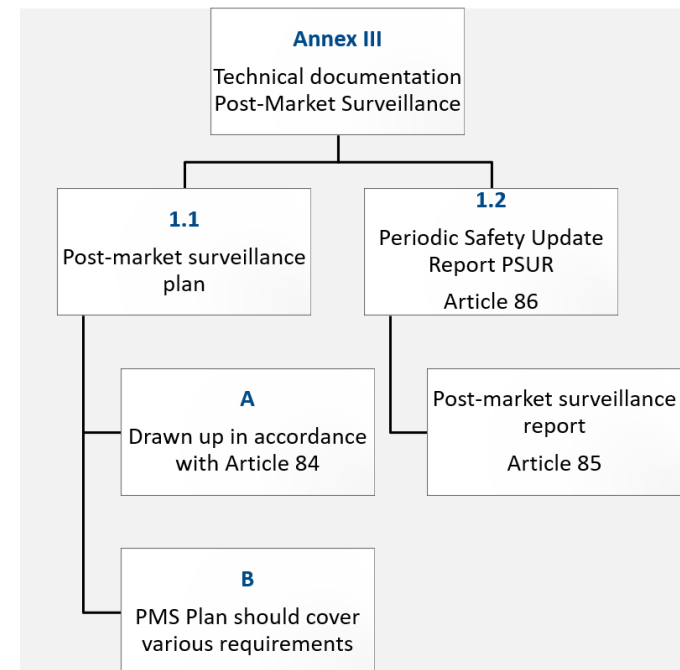 Annex III
Technical documentation
Post-Market Surveillance
1.1
Post-market surveillance
plan
1.2
Periodic Safety Update
Report PSUR
Article 86
A
Drawn up in accordance
with Article 84
Post-market surveillance
report
Article 85
B
PMS Plan should cover
various requirements